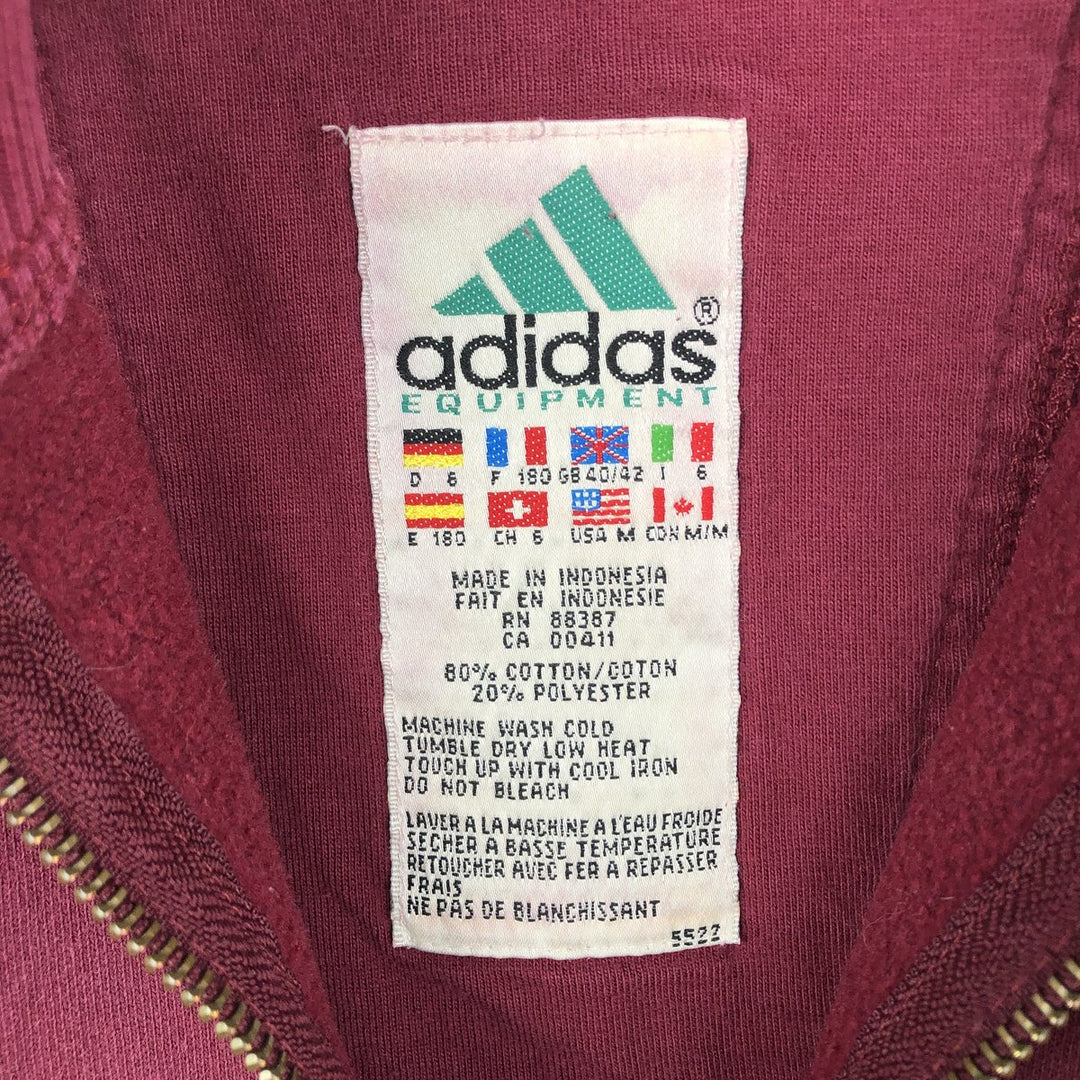 adidas®
EQUIPMENT
D 6 F 180 GB 40/42 I 6
E 180 CH 6 USA M CDN M/M
MADE IN INDONESIA
FAIT EN INDONESIE
RN 88387
CA 00411
80% COTTON/COTON
20% POLYESTER
MACHINE WASH COLD
TUMBLE DRY LOW HEAT
TOUCH UP WITH COOL IRON
DO NOT BLEACH
LAVER A LA MACHINE A L'EAU FROIDE
SECHER A BASSE TEMPERATURE
RETOUCHER AVEC FER A REPASSER
FRAIS
NE PAS DE BLANCHISSANT
5522